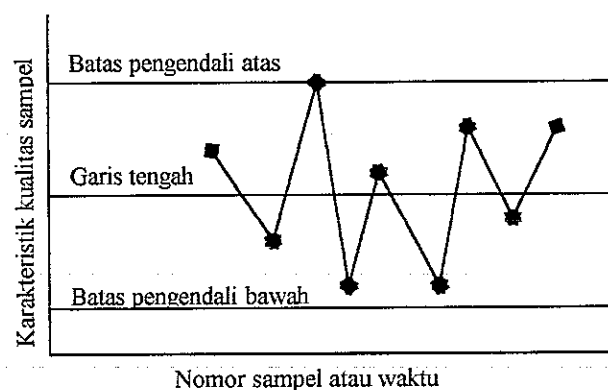 Karakteristik kualitas sampel
Batas pengendali atas
Garis tengah
Batas pengendali bawah
Nomor sampel atau waktu